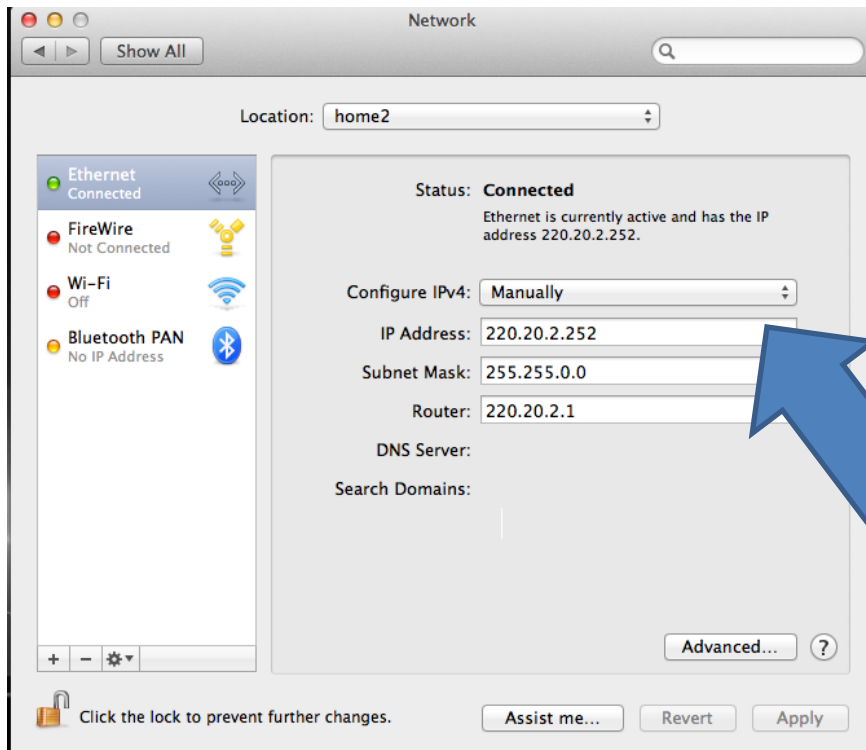 Network
Show All
Location: home2
Ethernet
Connected
FireWire
Not Connected
Wi-Fi
Off
Bluetooth PAN
No IP Address
Status: Connected
Ethernet is currently active and has the IP
address 220.20.2.252.
Configure IPv4: Manually
IP Address: 220.20.2.252
Subnet Mask: 255.255.0.0
Router: 220.20.2.1
DNS Server:
Search Domains:
Advanced... ?
+ −
Click the lock to prevent further changes.
Assist me... Revert Apply